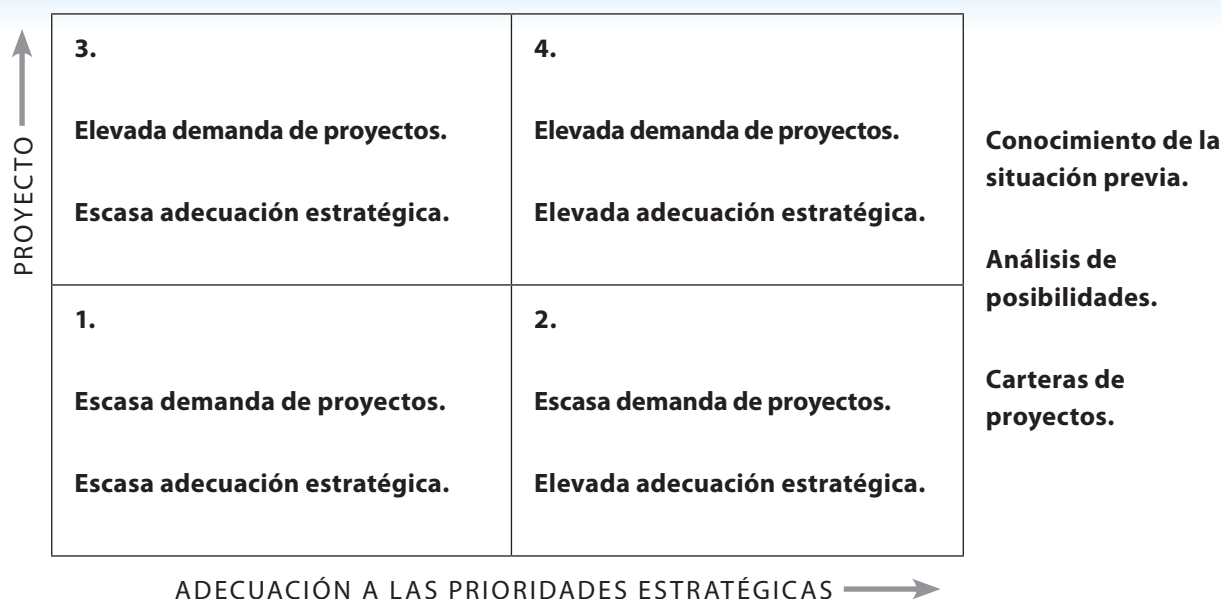 PROYECTO
3.
Elevada demanda de proyectos.
Escasa adecuación estratégica.
4.
Elevada demanda de proyectos.
Elevada adecuación estratégica.
1.
Escasa demanda de proyectos.
Escasa adecuación estratégica.
2.
Escasa demanda de proyectos.
Elevada adecuación estratégica.
Conocimiento de la
situación previa.
Análisis de
posibilidades.
Carteras de
proyectos.
ADECUACIÓN A LAS PRIORIDADES ESTRATÉGICAS